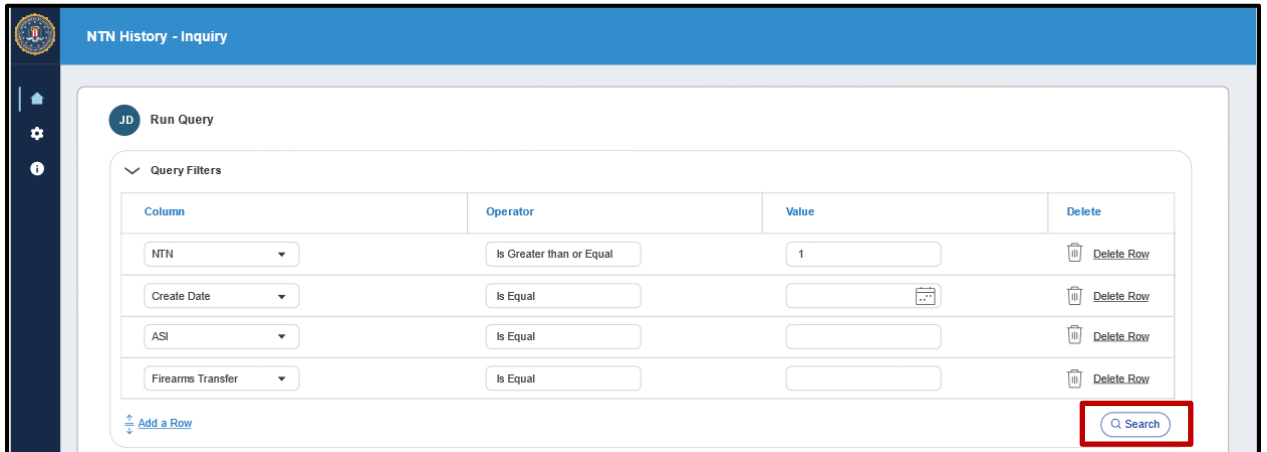 NTN History - Inquiry
JD Run Query
Query Filters
Column Operator Value Delete
NTN Is Greater than or Equal 1 Delete Row
Create Date Is Equal Delete Row
ASI Is Equal Delete Row
Firearms Transfer Is Equal Delete Row
Add a Row Search